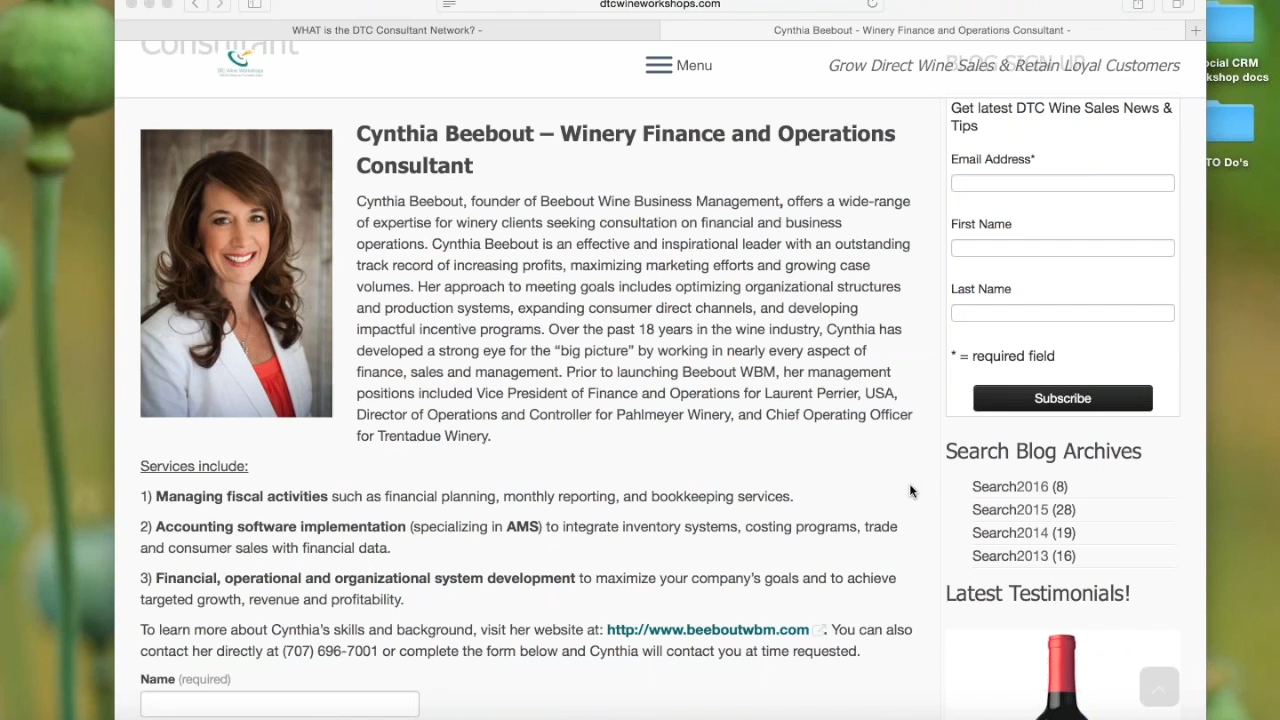 dtcwineworkshops.com
WHAT is the DTC Consultant Network? -
Cynthia Beebout - Winery Finance and Operations Consultant -
Consultant
Menu
Grow Direct Wine Sales & Retain Loyal Customers
BLOG SIGN UP
ocial CRM
kshop docs
TO Do's
Cynthia Beebout – Winery Finance and Operations
Consultant
Cynthia Beebout, founder of Beebout Wine Business Management, offers a wide-range
of expertise for winery clients seeking consultation on financial and business
operations. Cynthia Beebout is an effective and inspirational leader with an outstanding
track record of increasing profits, maximizing marketing efforts and growing case
volumes. Her approach to meeting goals includes optimizing organizational structures
and production systems, expanding consumer direct channels, and developing
impactful incentive programs. Over the past 18 years in the wine industry, Cynthia has
developed a strong eye for the “big picture” by working in nearly every aspect of
finance, sales and management. Prior to launching Beebout WBM, her management
positions included Vice President of Finance and Operations for Laurent Perrier, USA,
Director of Operations and Controller for Pahlmeyer Winery, and Chief Operating Officer
for Trentadue Winery.
Services include:
1) Managing fiscal activities such as financial planning, monthly reporting, and bookkeeping services.
2) Accounting software implementation (specializing in AMS) to integrate inventory systems, costing programs, trade
and consumer sales with financial data.
3) Financial, operational and organizational system development to maximize your company’s goals and to achieve
targeted growth, revenue and profitability.
To learn more about Cynthia’s skills and background, visit her website at: http://www.beeboutwbm.com. You can also
contact her directly at (707) 696-7001 or complete the form below and Cynthia will contact you at time requested.
Name (required)
Get latest DTC Wine Sales News &
Tips
Email Address*
First Name
Last Name
* = required field
Subscribe
Search Blog Archives
Search2016 (8)
Search2015 (28)
Search2014 (19)
Search2013 (16)
Latest Testimonials!